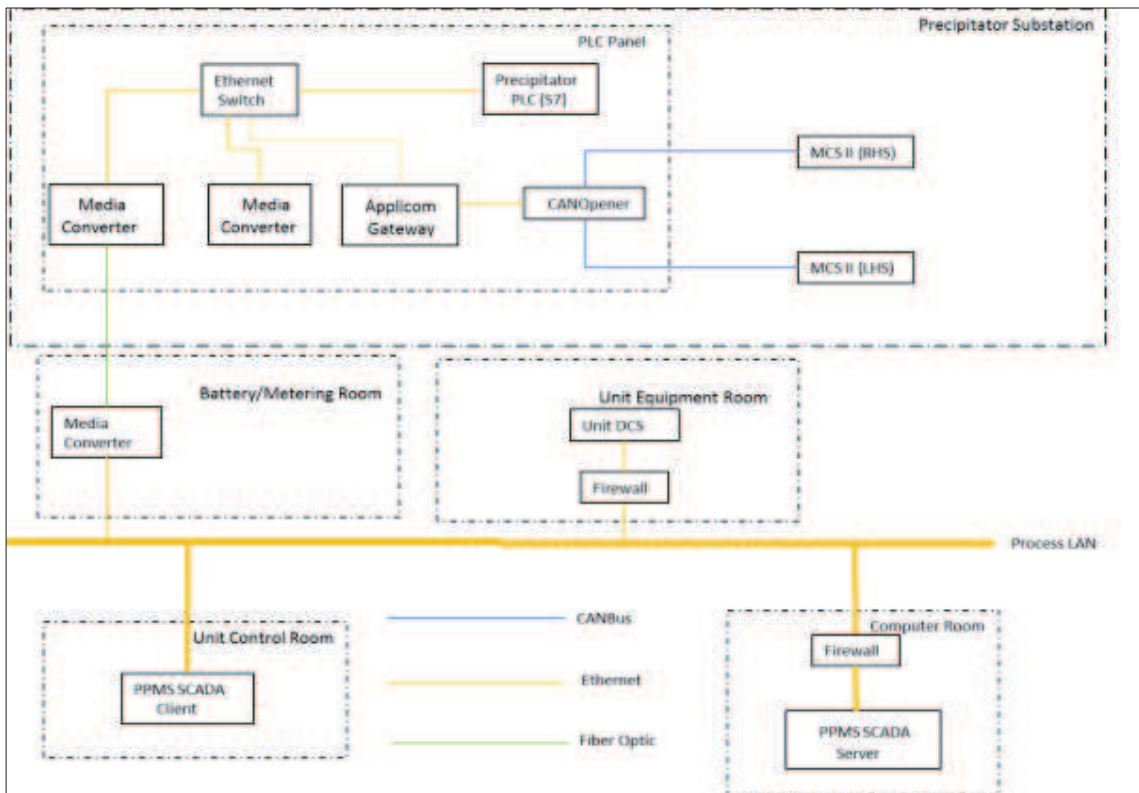 Precipitator Substation
PLC Panel
Ethernet
Switch
Precipitator
PLC (S7)
MCS II (RHS)
Media
Converter
Media
Converter
Applicom
Gateway
CANOpener
MCS II (LHS)
Battery/Metering Room
Media
Converter
Unit Equipment Room
Unit DCS
Firewall
Process LAN
Unit Control Room
PPMS SCADA
Client
CANBus
Ethernet
Fiber Optic
Computer Room
Firewall
PPMS SCADA
Server